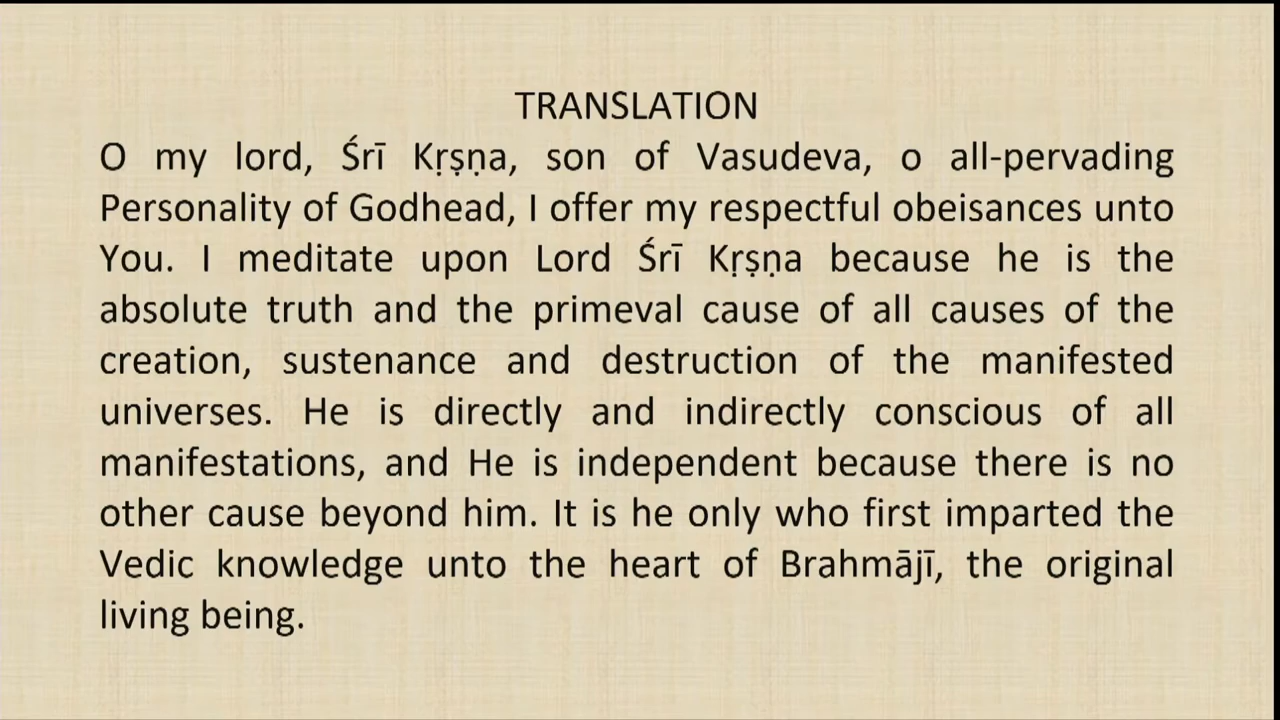 TRANSLATION
O my lord, Śrī Kṛṣṇa, son of Vasudeva, o all-pervading
Personality of Godhead, I offer my respectful obeisances unto
You. I meditate upon Lord Śrī Kṛṣṇa because he is the
absolute truth and the primeval cause of all causes of the
creation, sustenance and destruction of the manifested
universes. He is directly and indirectly conscious of all
manifestations, and He is independent because there is no
other cause beyond him. It is he only who first imparted the
Vedic knowledge unto the heart of Brahmājī, the original
living being.